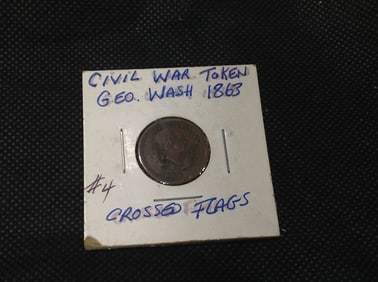 CIVIL WAR TOKEN
GEO. WASH 1863
#4
CROSSED FLAGS